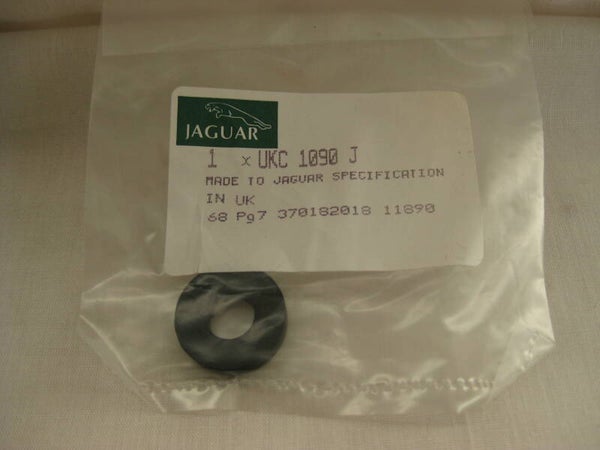 JAGUAR
1 x UKC 1090 J
MADE TO JAGUAR SPECIFICATION
IN UK
68 Pg7 370182018 11890